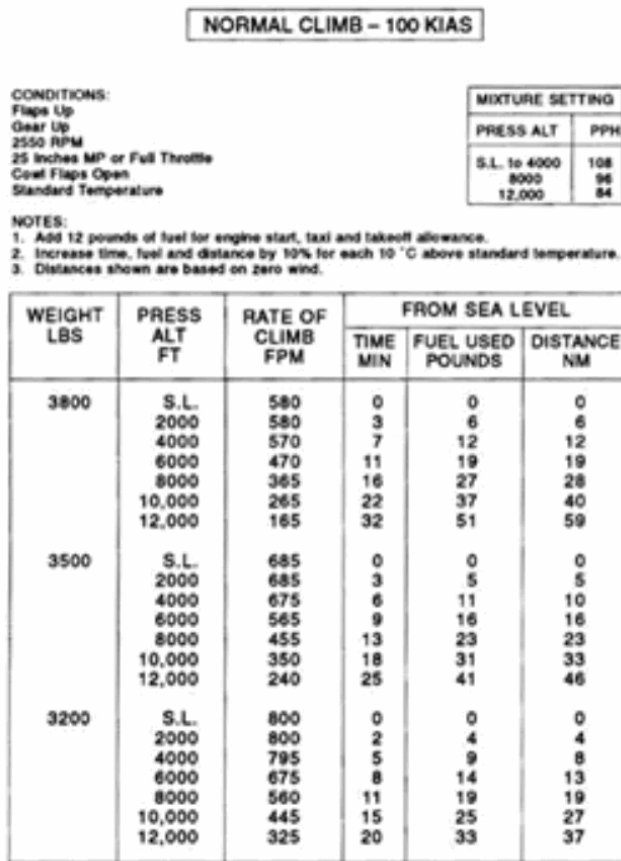 NORMAL CLIMB – 100 KIAS
CONDITIONS:
Flaps Up
Gear Up
2550 RPM
25 Inches MP or Full Throttle
Cowl Flaps Open
Standard Temperature
MIXTURE SETTING
PRESS ALT PPH
S.L. to 4000 108
8000 96
12,000 84
NOTES:
1. Add 12 pounds of fuel for engine start, taxi and takeoff allowance.
2. Increase time, fuel and distance by 10% for each 10 °C above standard temperature.
3. Distances shown are based on zero wind.
WEIGHT LBS PRESS ALT FT RATE OF CLIMB FPM FROM SEA LEVEL
TIME MIN FUEL USED POUNDS DISTANCE NM
3800 S.L. 580 0 0 0
2000 580 3 6 6
4000 570 7 12 12
6000 470 11 19 19
8000 365 16 27 28
10,000 265 22 37 40
12,000 165 32 51 59
3500 S.L. 685 0 0 0
2000 685 3 5 5
4000 675 6 11 10
6000 565 9 16 16
8000 455 13 23 23
10,000 350 18 31 33
12,000 240 25 41 46
3200 S.L. 800 0 0 0
2000 800 2 4 4
4000 795 5 9 8
6000 675 8 14 13
8000 560 11 19 19
10,000 445 15 25 27
12,000 325 20 33 37